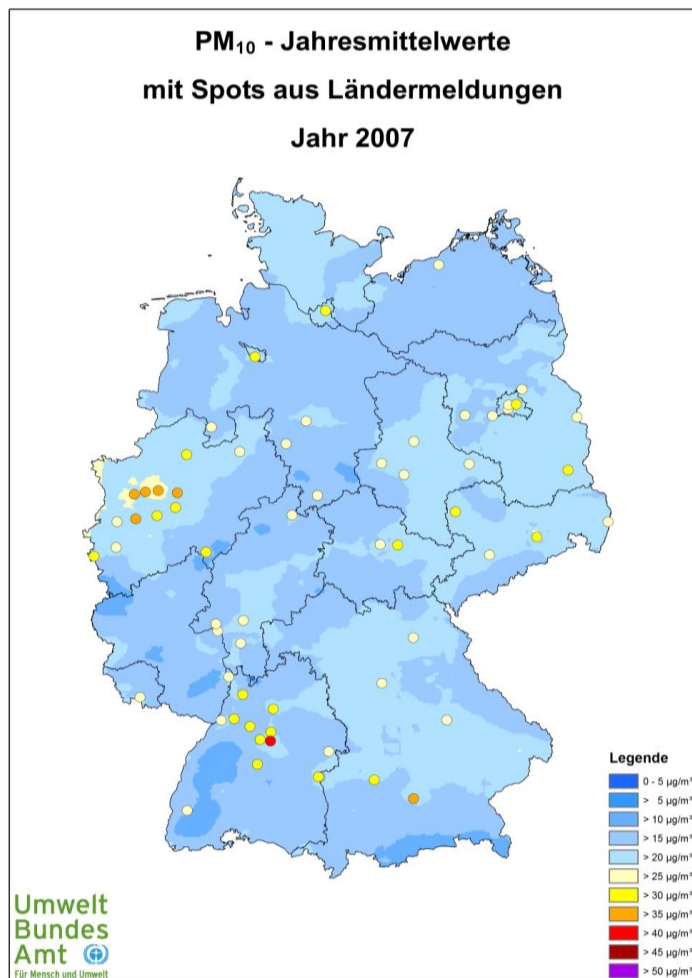 PM₁₀ - Jahresmittelwerte
mit Spots aus Ländermeldungen
Jahr 2007
Legende
0 - 5 µg/m³
> 5 µg/m³
> 10 µg/m³
> 15 µg/m³
> 20 µg/m³
> 25 µg/m³
> 30 µg/m³
> 35 µg/m³
> 40 µg/m³
> 45 µg/m³
> 50 µg/m³
Umwelt
Bundes
Amt
Für Mensch und Umwelt